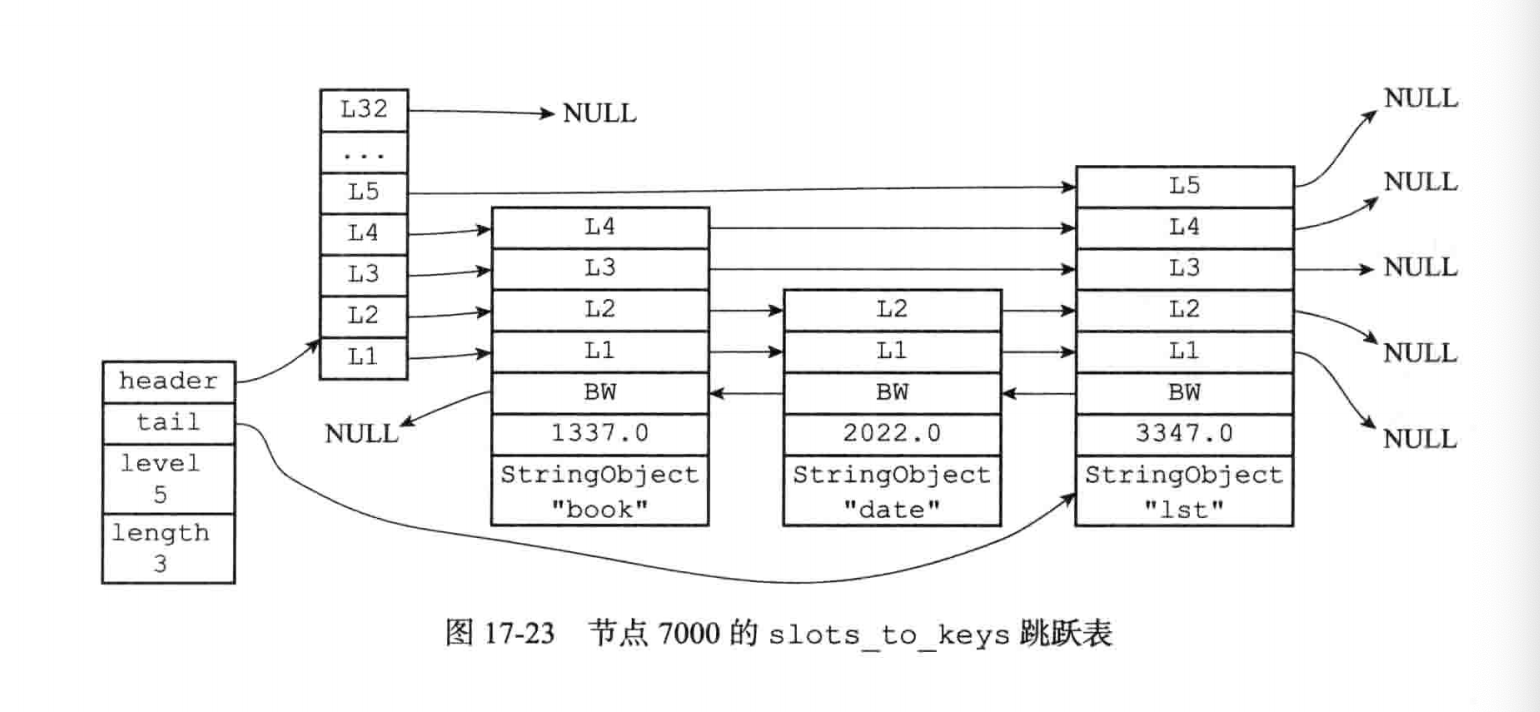 header
tail
level
5
length
3
L32
...
L5
L4
L3
L2
L1
NULL
NULL
L4
L3
L2
L1
BW
1337.0
StringObject
"book"
L2
L1
BW
2022.0
StringObject
"date"
L5
L4
L3
L2
L1
BW
3347.0
StringObject
"lst"
NULL
NULL
NULL
NULL
NULL
图 17-23 节点 7000 的 slots_to_keys 跳跃表